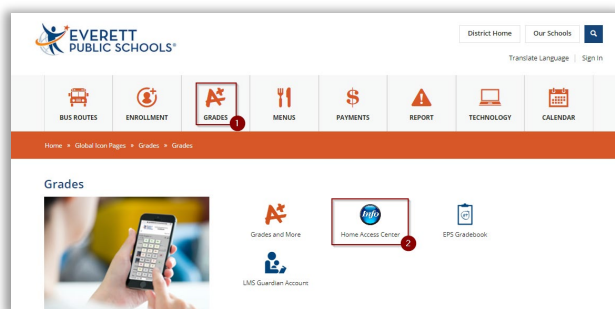 EVERETT
PUBLIC SCHOOLS®
District Home
Our Schools
Translate Language
Sign In
BUS ROUTES
ENROLLMENT
GRADES
MENUS
PAYMENTS
REPORT
TECHNOLOGY
CALENDAR
1
Home » Global Icon Pages » Grades » Grades
Grades
A+
Grades and More
Info
Home Access Center
2
EPS Gradebook
LMS Guardian Account